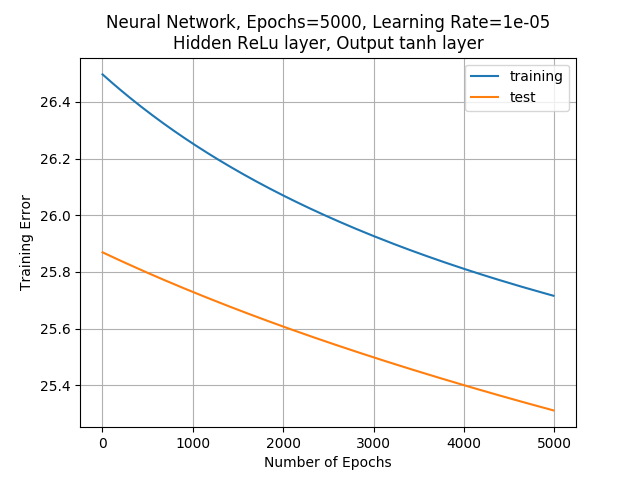 Neural Network, Epochs=5000, Learning Rate=1e-05
Hidden ReLu layer, Output tanh layer
training
test
26.4
26.2
26.0
25.8
25.6
25.4
Training Error
0 1000 2000 3000 4000 5000
Number of Epochs